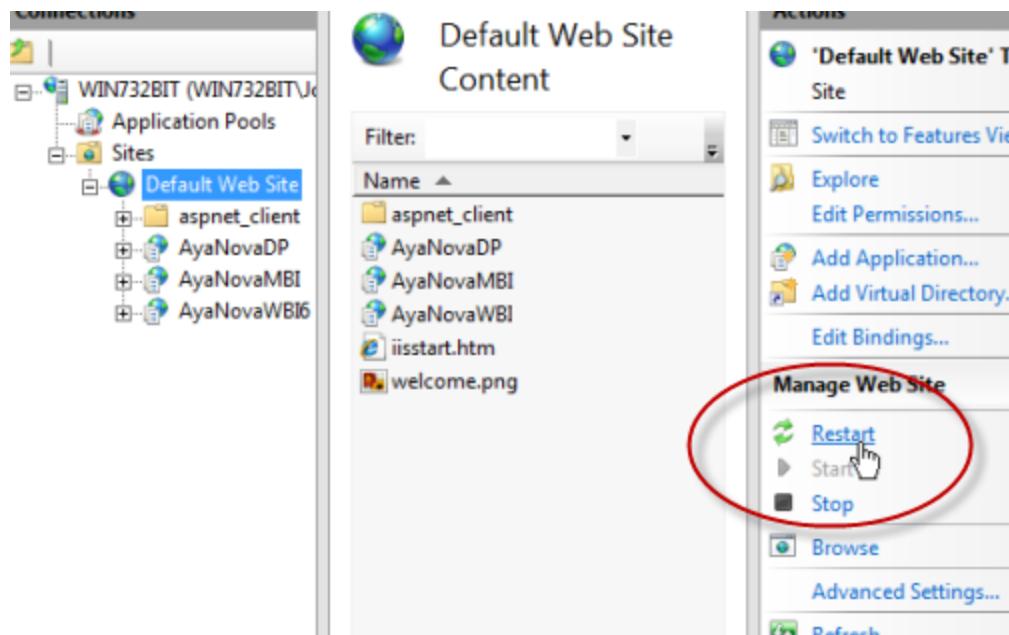 Connections
WIN732BIT (WIN732BIT\Jo
Application Pools
Sites
Default Web Site
aspnet_client
AyaNovaDP
AyaNovaMBI
AyaNovaWBI6
Default Web Site
Content
Filter:
Name
aspnet_client
AyaNovaDP
AyaNovaMBI
AyaNovaWBI
iisstart.htm
welcome.png
Actions
'Default Web Site' T
Site
Switch to Features Vie
Explore
Edit Permissions...
Add Application...
Add Virtual Directory.
Edit Bindings...
Manage Web Site
Restart
Start
Stop
Browse
Advanced Settings...
Refresh